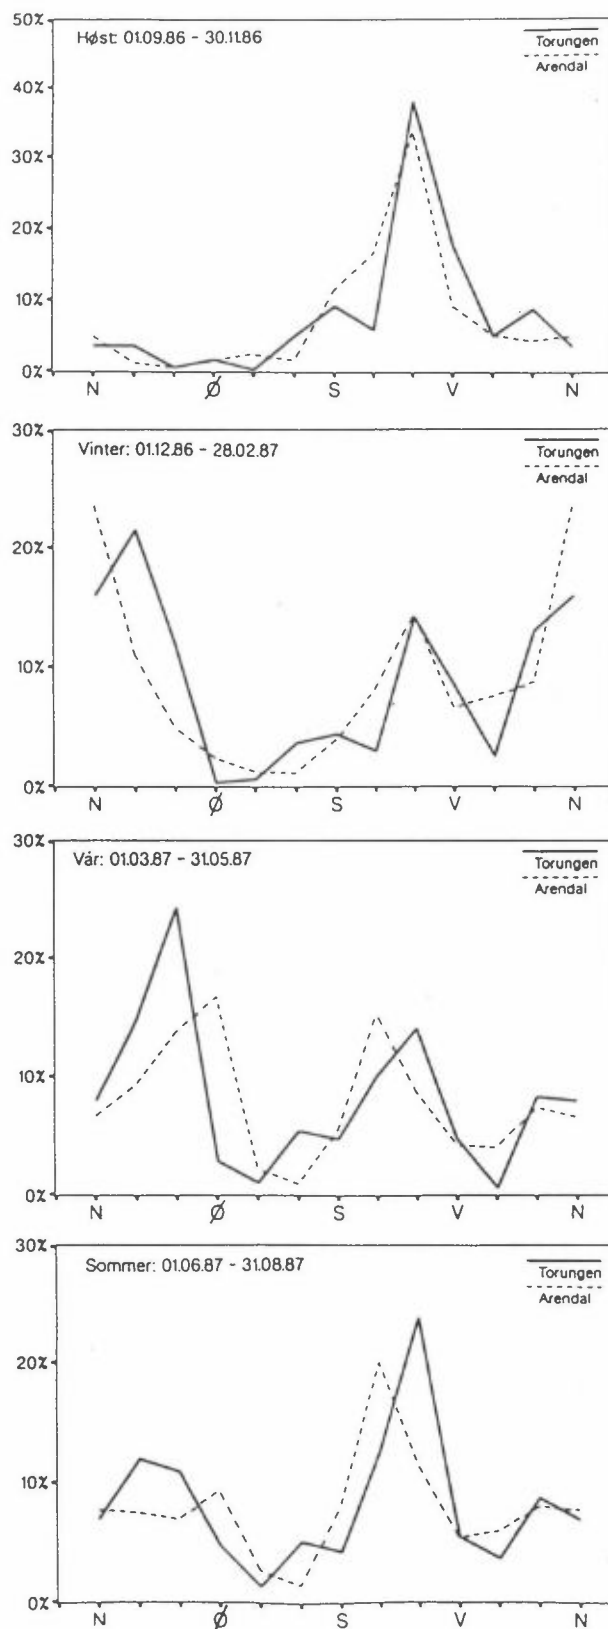 50%
Høst: 01.09.86 - 30.11.86
Torungen
Arendal
40%
30%
20%
10%
0%
N Ø S V N
30%
Vinter: 01.12.86 - 28.02.87
Torungen
Arendal
20%
10%
0%
N Ø S V N
30%
Vår: 01.03.87 - 31.05.87
Torungen
Arendal
20%
10%
0%
N Ø S V N
30%
Sommer: 01.06.87 - 31.08.87
Torungen
Arendal
20%
10%
0%
N Ø S V N